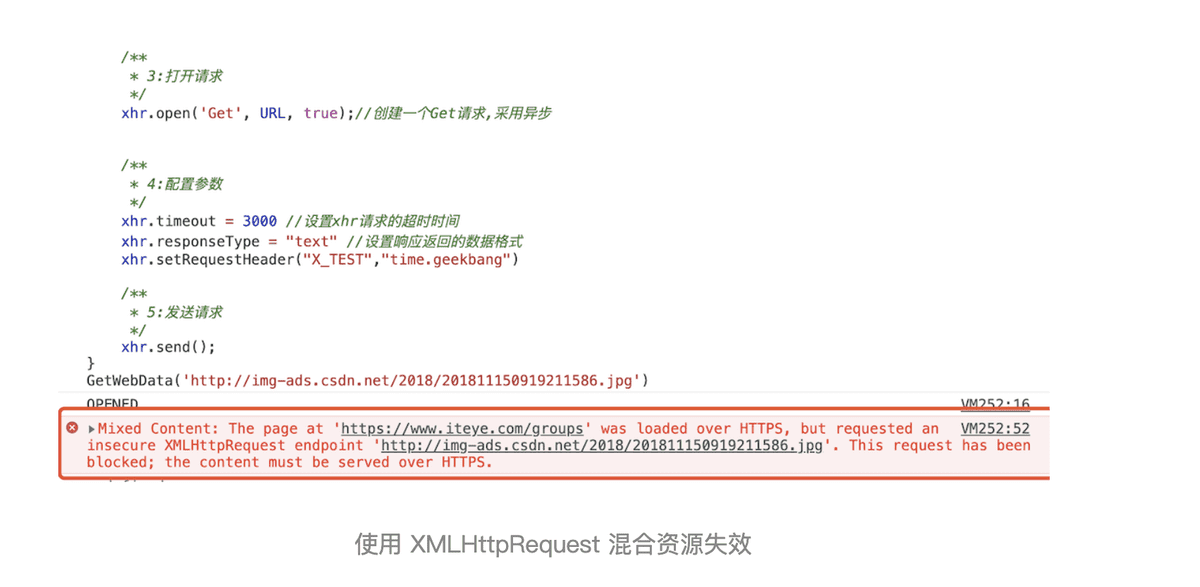 /**
* 3:打开请求
*/
xhr.open('Get', URL, true);//创建一个Get请求,采用异步
/**
* 4:配置参数
*/
xhr.timeout = 3000 //设置xhr请求的超时时间
xhr.responseType = "text" //设置响应返回的数据格式
xhr.setRequestHeader("X_TEST","time.geekbang")
/**
* 5:发送请求
*/
xhr.send();
}
GetWebData('http://img-ads.csdn.net/2018/201811150919211586.jpg')
OPENED VM252:16
Mixed Content: The page at 'https://www.iteye.com/groups' was loaded over HTTPS, but requested an VM252:52
insecure XMLHttpRequest endpoint 'http://img-ads.csdn.net/2018/201811150919211586.jpg'. This request has been
blocked; the content must be served over HTTPS.
使用 XMLHttpRequest 混合资源失效